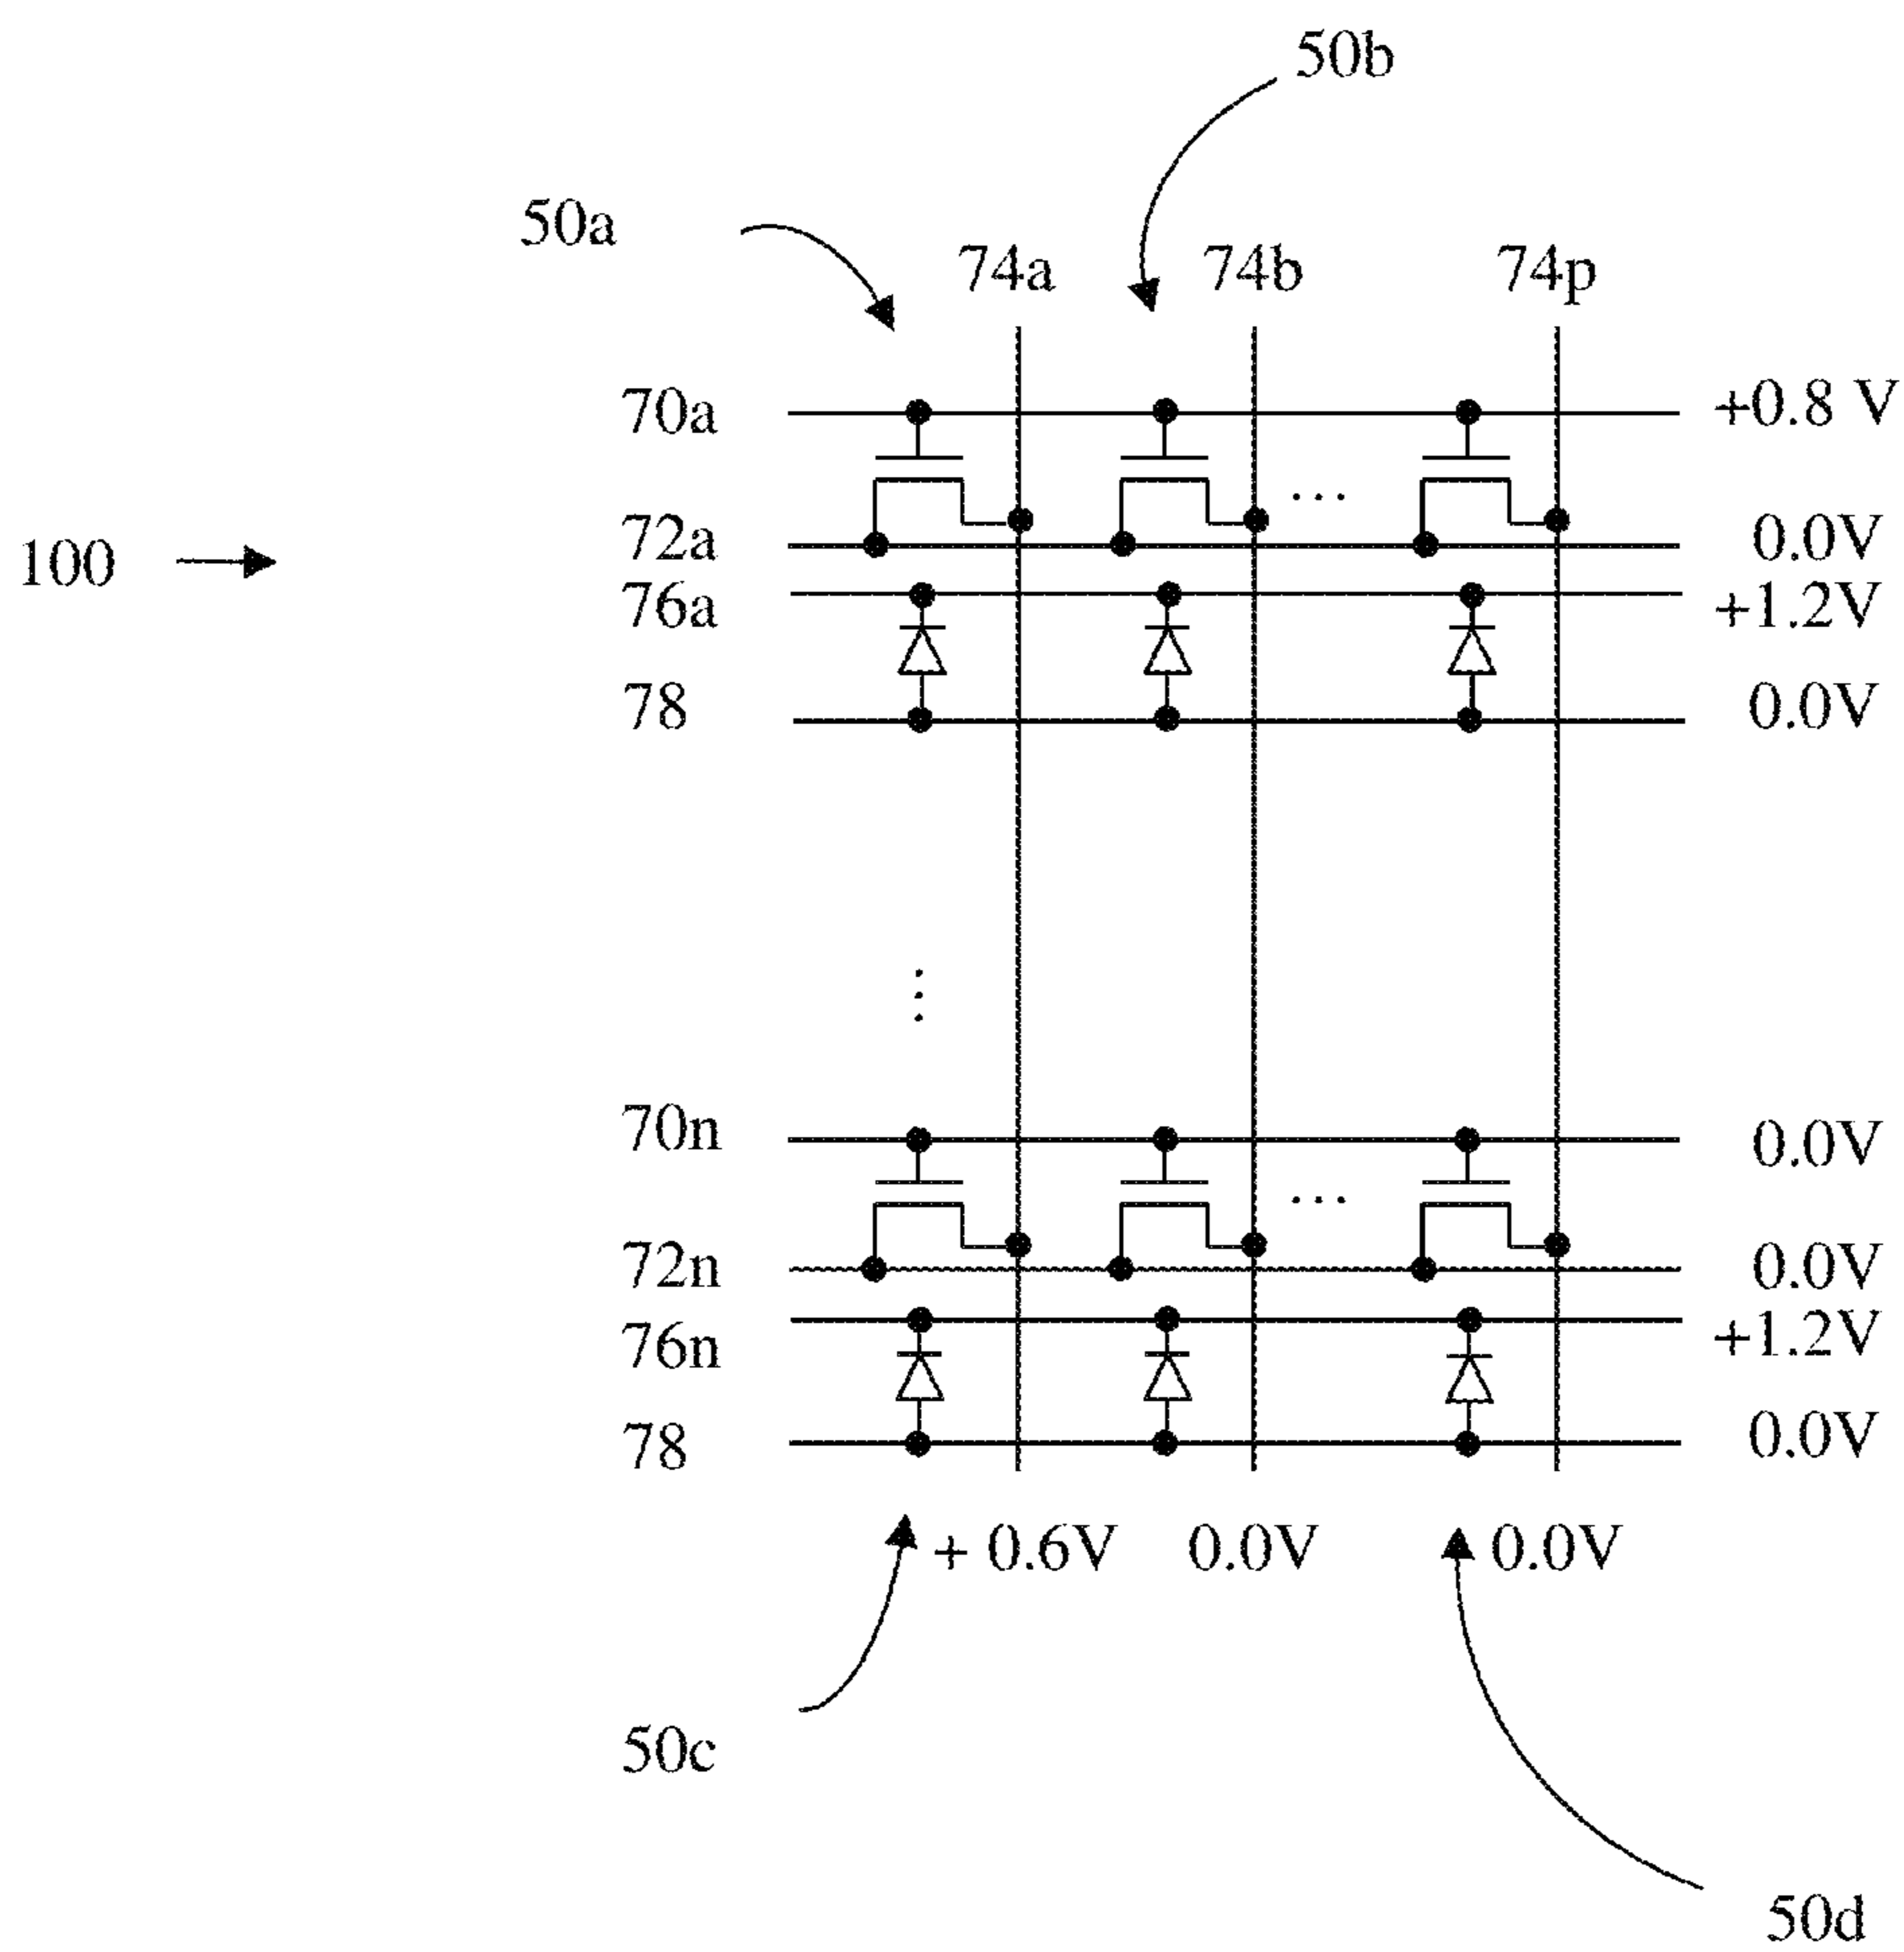 50b
50a
74a 74b 74p
70a +0.8 V
...
72a 0.0V
100
76a +1.2V
78 0.0V
⋮
70n 0.0V
...
72n 0.0V
76n +1.2V
78 0.0V
+ 0.6V 0.0V 0.0V
50c
50d